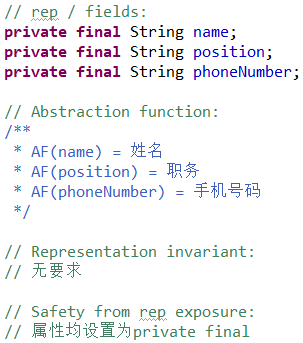 // rep / fields:
private final String name;
private final String position;
private final String phoneNumber;
// Abstraction function:
/**
 * AF(name) = 姓名
 * AF(position) = 职务
 * AF(phoneNumber) = 手机号码
 */
// Representation invariant:
// 无要求
// Safety from rep exposure:
// 属性均设置为private final